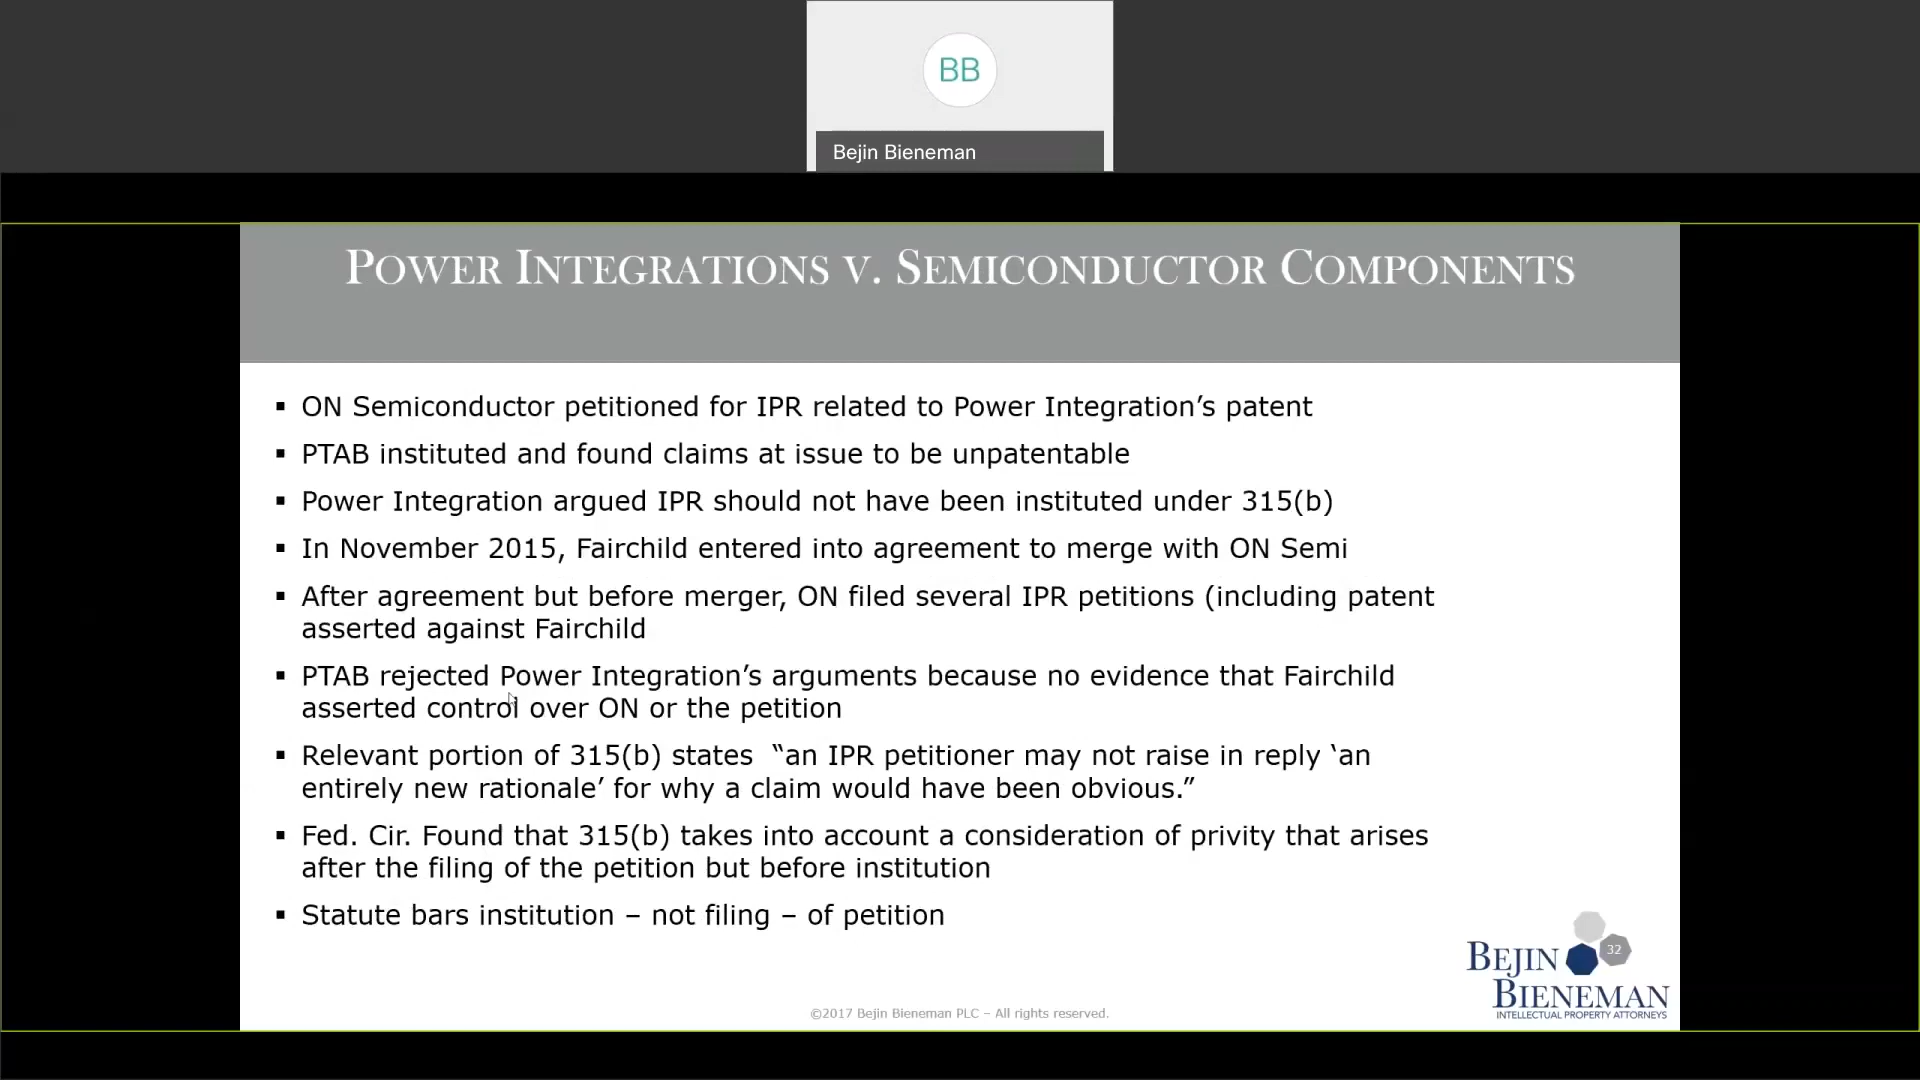 BB
Bejin Bieneman
POWER INTEGRATIONS V. SEMICONDUCTOR COMPONENTS
▪ ON Semiconductor petitioned for IPR related to Power Integration’s patent
▪ PTAB instituted and found claims at issue to be unpatentable
▪ Power Integration argued IPR should not have been instituted under 315(b)
▪ In November 2015, Fairchild entered into agreement to merge with ON Semi
▪ After agreement but before merger, ON filed several IPR petitions (including patent
asserted against Fairchild
▪ PTAB rejected Power Integration’s arguments because no evidence that Fairchild
asserted control over ON or the petition
▪ Relevant portion of 315(b) states “an IPR petitioner may not raise in reply ‘an
entirely new rationale’ for why a claim would have been obvious.”
▪ Fed. Cir. Found that 315(b) takes into account a consideration of privity that arises
after the filing of the petition but before institution
▪ Statute bars institution – not filing – of petition
32
BEJIN
BIENEMAN
INTELLECTUAL PROPERTY ATTORNEYS
©2017 Bejin Bieneman PLC – All rights reserved.